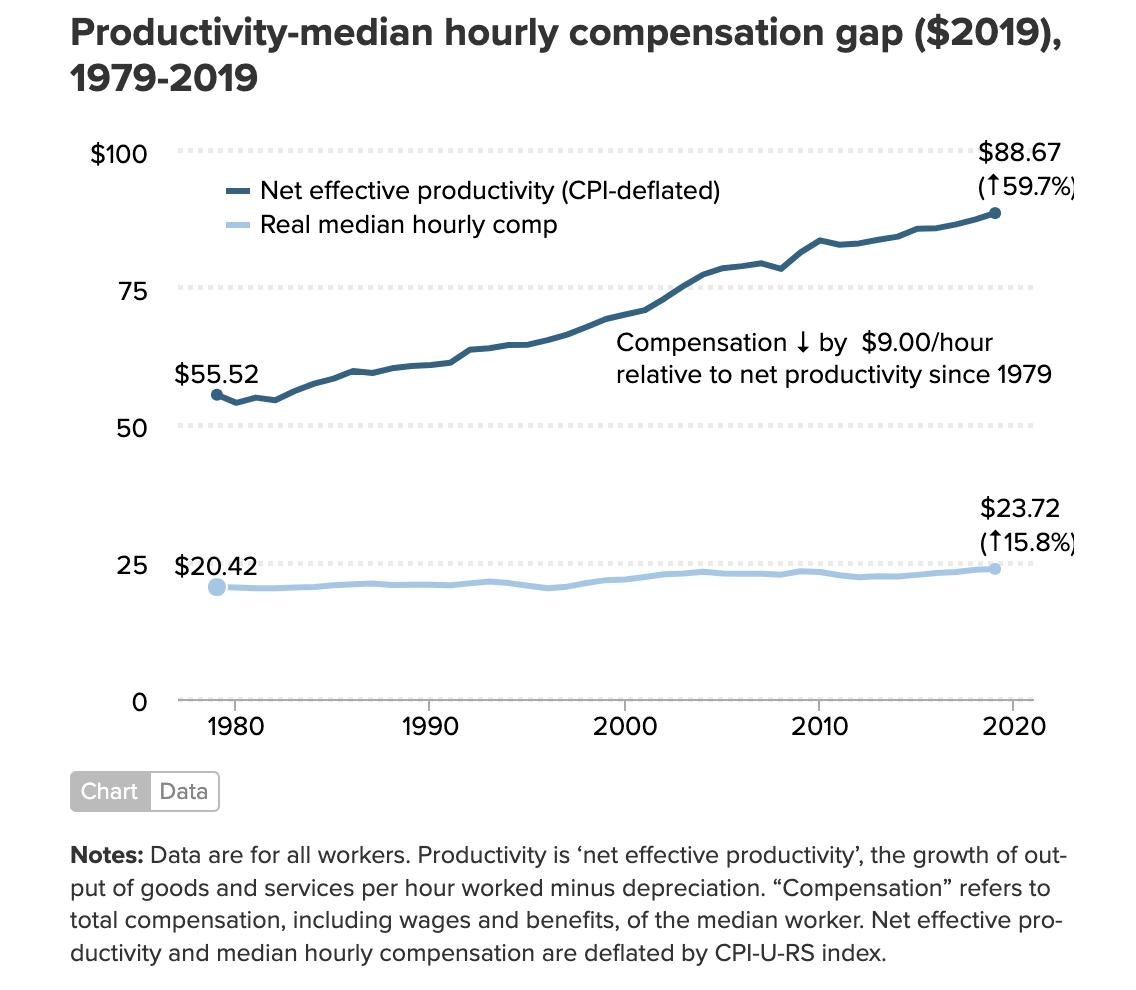 Productivity-median hourly compensation gap ($2019),
1979-2019
$100
$88.67
(↑59.7%)
Net effective productivity (CPI-deflated)
Real median hourly comp
75
Compensation ↓ by $9.00/hour
relative to net productivity since 1979
$55.52
50
$23.72
(↑15.8%)
25
$20.42
0
1980 1990 2000 2010 2020
Chart Data
Notes: Data are for all workers. Productivity is ‘net effective productivity’, the growth of out-
put of goods and services per hour worked minus depreciation. “Compensation” refers to
total compensation, including wages and benefits, of the median worker. Net effective pro-
ductivity and median hourly compensation are deflated by CPI-U-RS index.